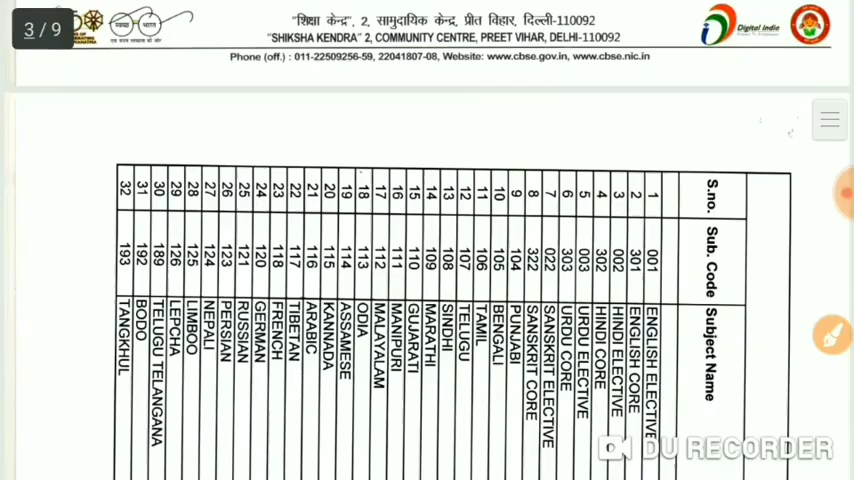 3 / 9
"शिक्षा केन्द्र", 2, सामुदायिक केन्द्र, प्रीत विहार, दिल्ली-110092
"SHIKSHA KENDRA" 2, COMMUNITY CENTRE, PREET VIHAR, DELHI-110092
Phone (off.) : 011-22509256-59, 22041807-08, Website: www.cbse.gov.in, www.cbse.nic.in
स्वच्छ भारत
Digital India
S.no. Sub. Code Subject Name
1 001 ENGLISH ELECTIVE
2 301 ENGLISH CORE
3 002 HINDI ELECTIVE
4 302 HINDI CORE
5 003 URDU ELECTIVE
6 303 URDU CORE
7 022 SANSKRIT ELECTIVE
8 322 SANSKRIT CORE
9 104 PUNJABI
10 105 BENGALI
11 106 TAMIL
12 107 TELUGU
13 108 SINDHI
14 109 MARATHI
15 110 GUJARATI
16 111 MANIPURI
17 112 MALAYALAM
18 113 ODIA
19 114 ASSAMESE
20 115 KANNADA
21 116 ARABIC
22 117 TIBETAN
23 118 FRENCH
24 120 GERMAN
25 121 RUSSIAN
26 123 PERSIAN
27 124 NEPALI
28 125 LIMBOO
29 126 LEPCHA
30 189 TELUGU TELANGANA
31 192 BODO
32 193 TANGKHUL
DU RECORDER